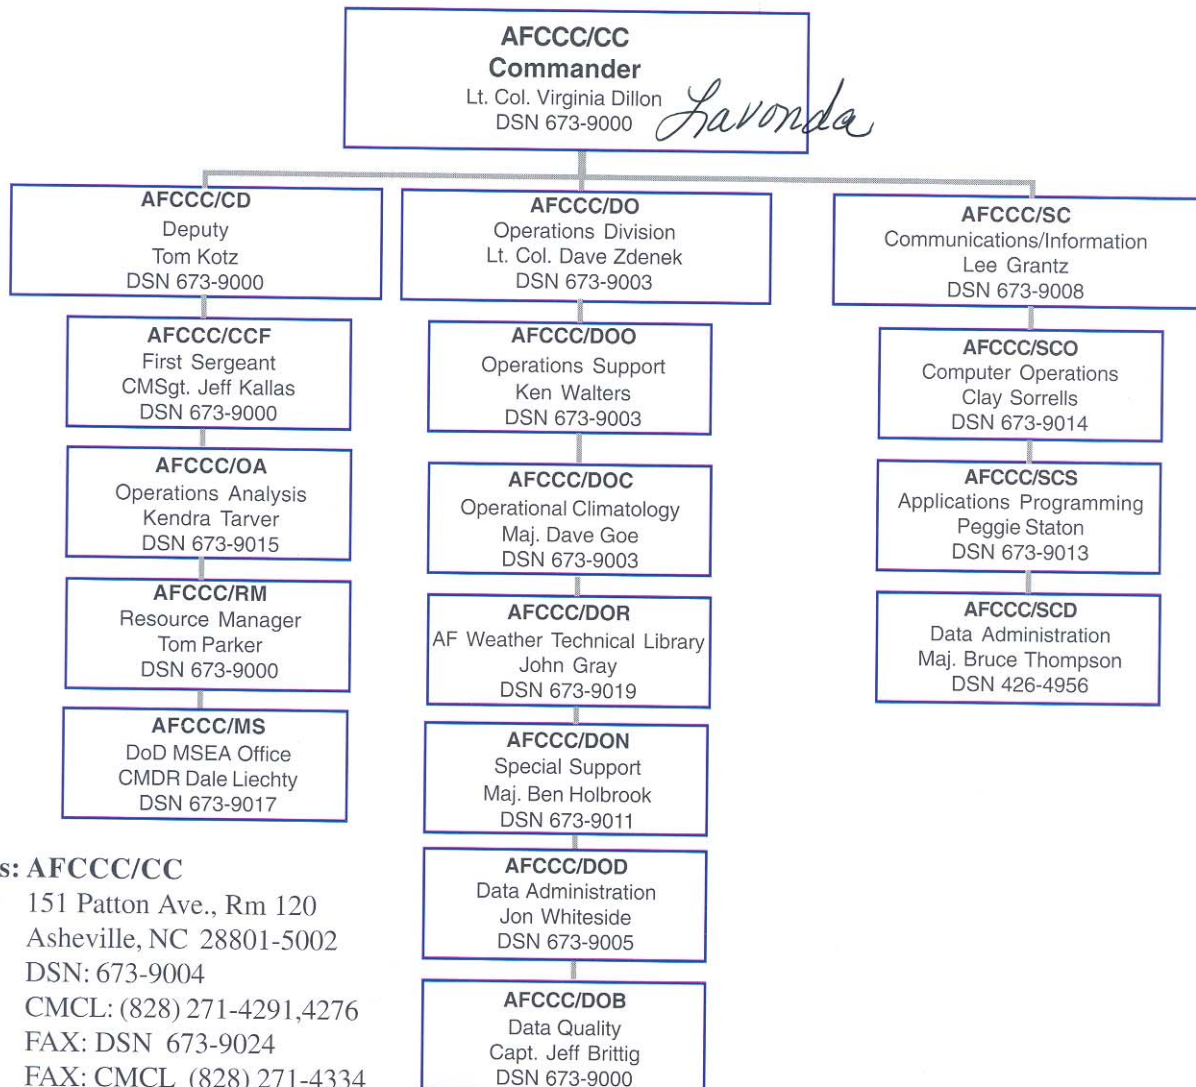 AFCCC/CC
Commander
Lt. Col. Virginia Dillon
DSN 673-9000
Lavonda
AFCCC/CD
Deputy
Tom Kotz
DSN 673-9000
AFCCC/CCF
First Sergeant
CMSgt. Jeff Kallas
DSN 673-9000
AFCCC/OA
Operations Analysis
Kendra Tarver
DSN 673-9015
AFCCC/RM
Resource Manager
Tom Parker
DSN 673-9000
AFCCC/MS
DoD MSEA Office
CMDR Dale Liechty
DSN 673-9017
AFCCC/DO
Operations Division
Lt. Col. Dave Zdenek
DSN 673-9003
AFCCC/DOO
Operations Support
Ken Walters
DSN 673-9003
AFCCC/DOC
Operational Climatology
Maj. Dave Goe
DSN 673-9003
AFCCC/DOR
AF Weather Technical Library
John Gray
DSN 673-9019
AFCCC/DON
Special Support
Maj. Ben Holbrook
DSN 673-9011
AFCCC/DOD
Data Administration
Jon Whiteside
DSN 673-9005
AFCCC/DOB
Data Quality
Capt. Jeff Brittig
DSN 673-9000
AFCCC/SC
Communications/Information
Lee Grantz
DSN 673-9008
AFCCC/SCO
Computer Operations
Clay Sorrells
DSN 673-9014
AFCCC/SCS
Applications Programming
Peggie Staton
DSN 673-9013
AFCCC/SCD
Data Administration
Maj. Bruce Thompson
DSN 426-4956
s: AFCCC/CC
151 Patton Ave., Rm 120
Asheville, NC 28801-5002
DSN: 673-9004
CMCL: (828) 271-4291,4276
FAX: DSN 673-9024
FAX: CMCL (828) 271-4334